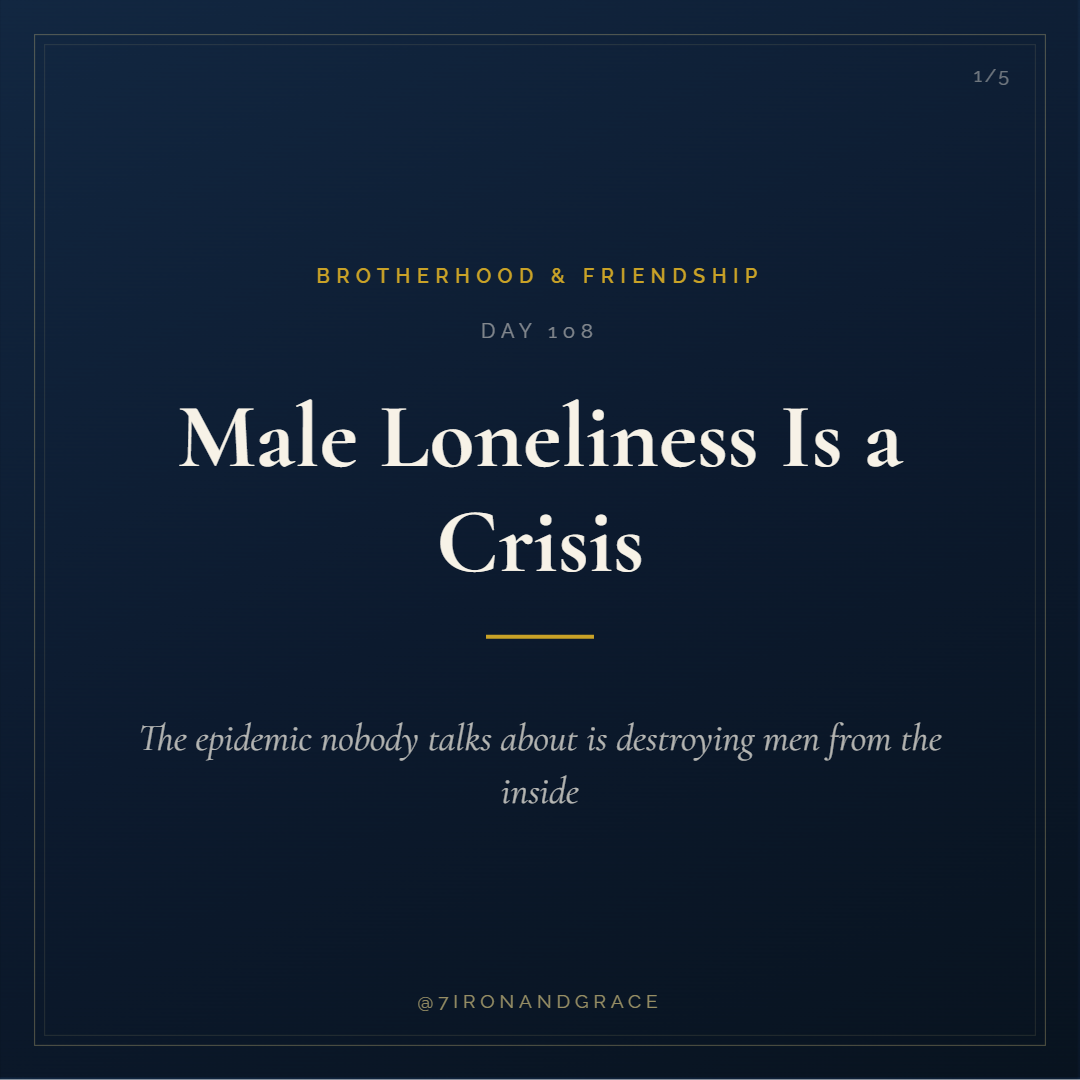 1/5
BROTHERHOOD & FRIENDSHIP
DAY 108
Male Loneliness Is a
Crisis
The epidemic nobody talks about is destroying men from the
inside
@7IRONANDGRACE